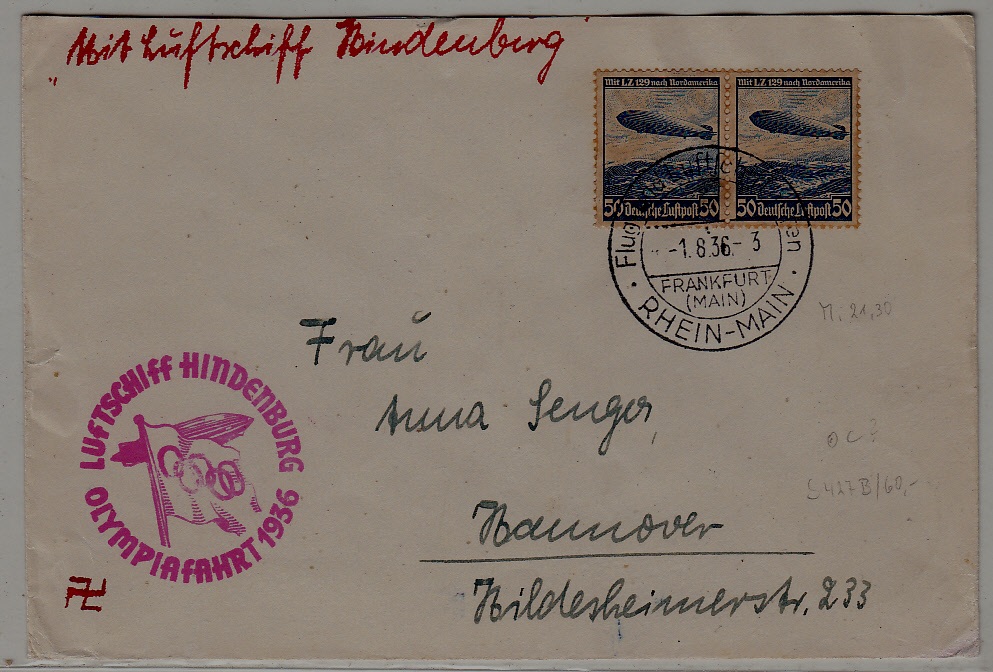 "Mit Luftschiff Hindenburg"
Mit LZ 129 nach Nordamerika
50 Deutsche Luftpost 50
Mit LZ 129 nach Nordamerika
50 Deutsche Luftpost 50
-1.8.36.-3
FRANKFURT
(MAIN)
RHEIN-MAIN
M. 21,30
Frau
Anna Senger,
LUFTSCHIFF HINDENBURG
OLYMPIAFAHRT 1936
S 427 B/60,-
Hannover
Hildesheimerstr. 233